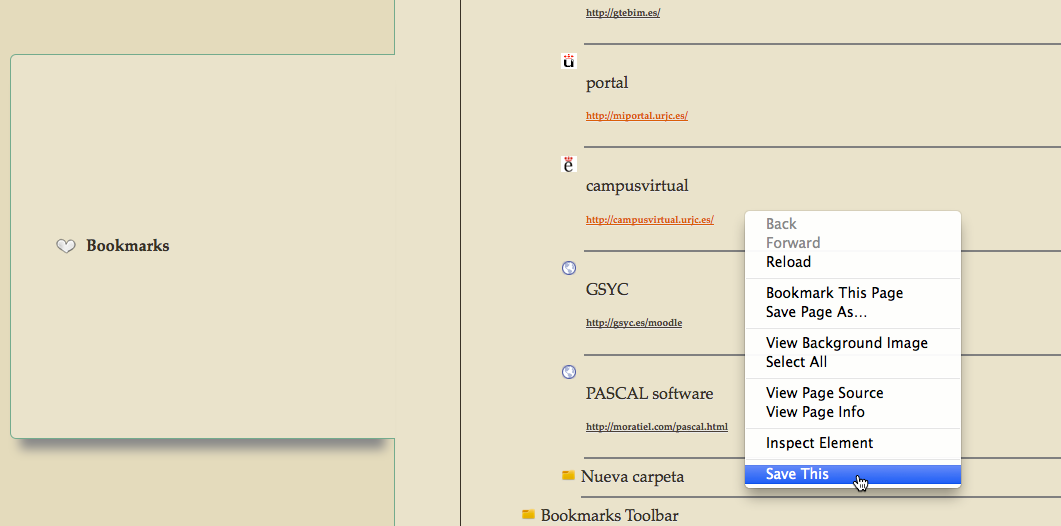 http://gtebim.es/
portal
http://miportal.urjc.es/
campusvirtual
http://campusvirtual.urjc.es/
Bookmarks
GSYC
http://gsyc.es/moodle
PASCAL software
http://moratiel.com/pascal.html
Nueva carpeta
Bookmarks Toolbar
Back
Forward
Reload
Bookmark This Page
Save Page As...
View Background Image
Select All
View Page Source
View Page Info
Inspect Element
Save This